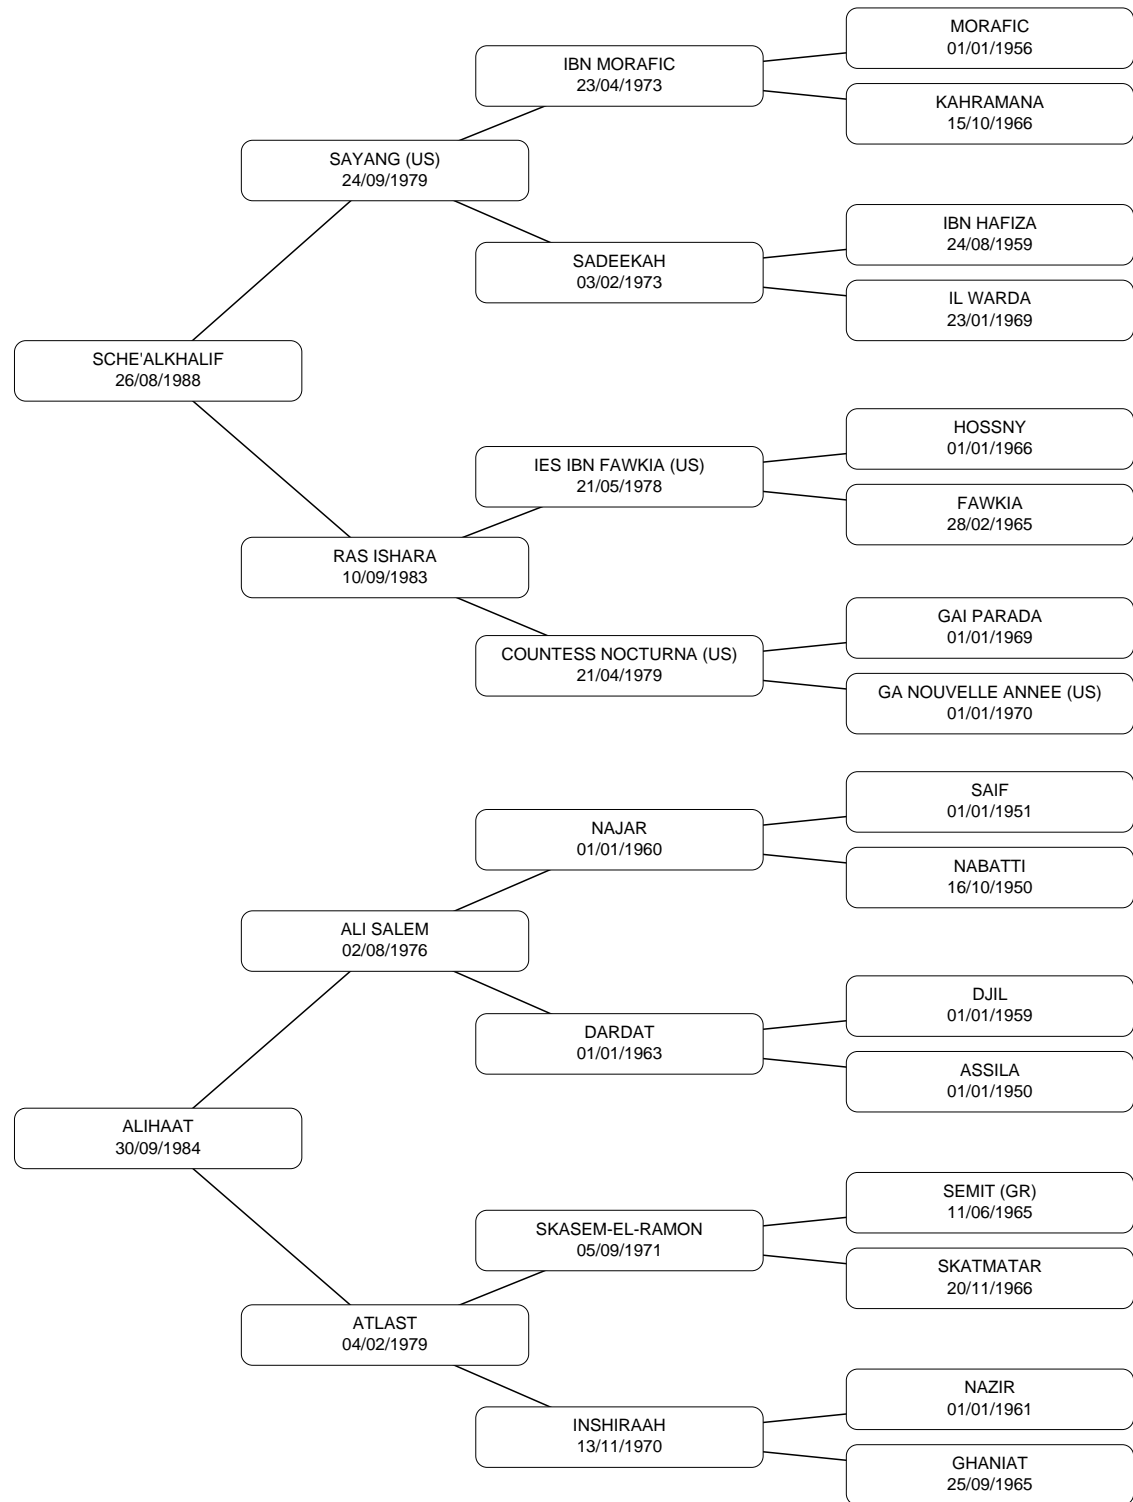 MORAFIC
01/01/1956
IBN MORAFIC
23/04/1973
KAHRAMANA
15/10/1966
SAYANG (US)
24/09/1979
IBN HAFIZA
24/08/1959
SADEEKAH
03/02/1973
IL WARDA
23/01/1969
SCHE'ALKHALIF
26/08/1988
HOSSNY
01/01/1966
IES IBN FAWKIA (US)
21/05/1978
FAWKIA
28/02/1965
RAS ISHARA
10/09/1983
GAI PARADA
01/01/1969
COUNTESS NOCTURNA (US)
21/04/1979
GA NOUVELLE ANNEE (US)
01/01/1970
SAIF
01/01/1951
NAJAR
01/01/1960
NABATTI
16/10/1950
ALI SALEM
02/08/1976
DJIL
01/01/1959
DARDAT
01/01/1963
ASSILA
01/01/1950
ALIHAAT
30/09/1984
SEMIT (GR)
11/06/1965
SKASEM-EL-RAMON
05/09/1971
SKATMATAR
20/11/1966
ATLAST
04/02/1979
NAZIR
01/01/1961
INSHIRAAH
13/11/1970
GHANIAT
25/09/1965